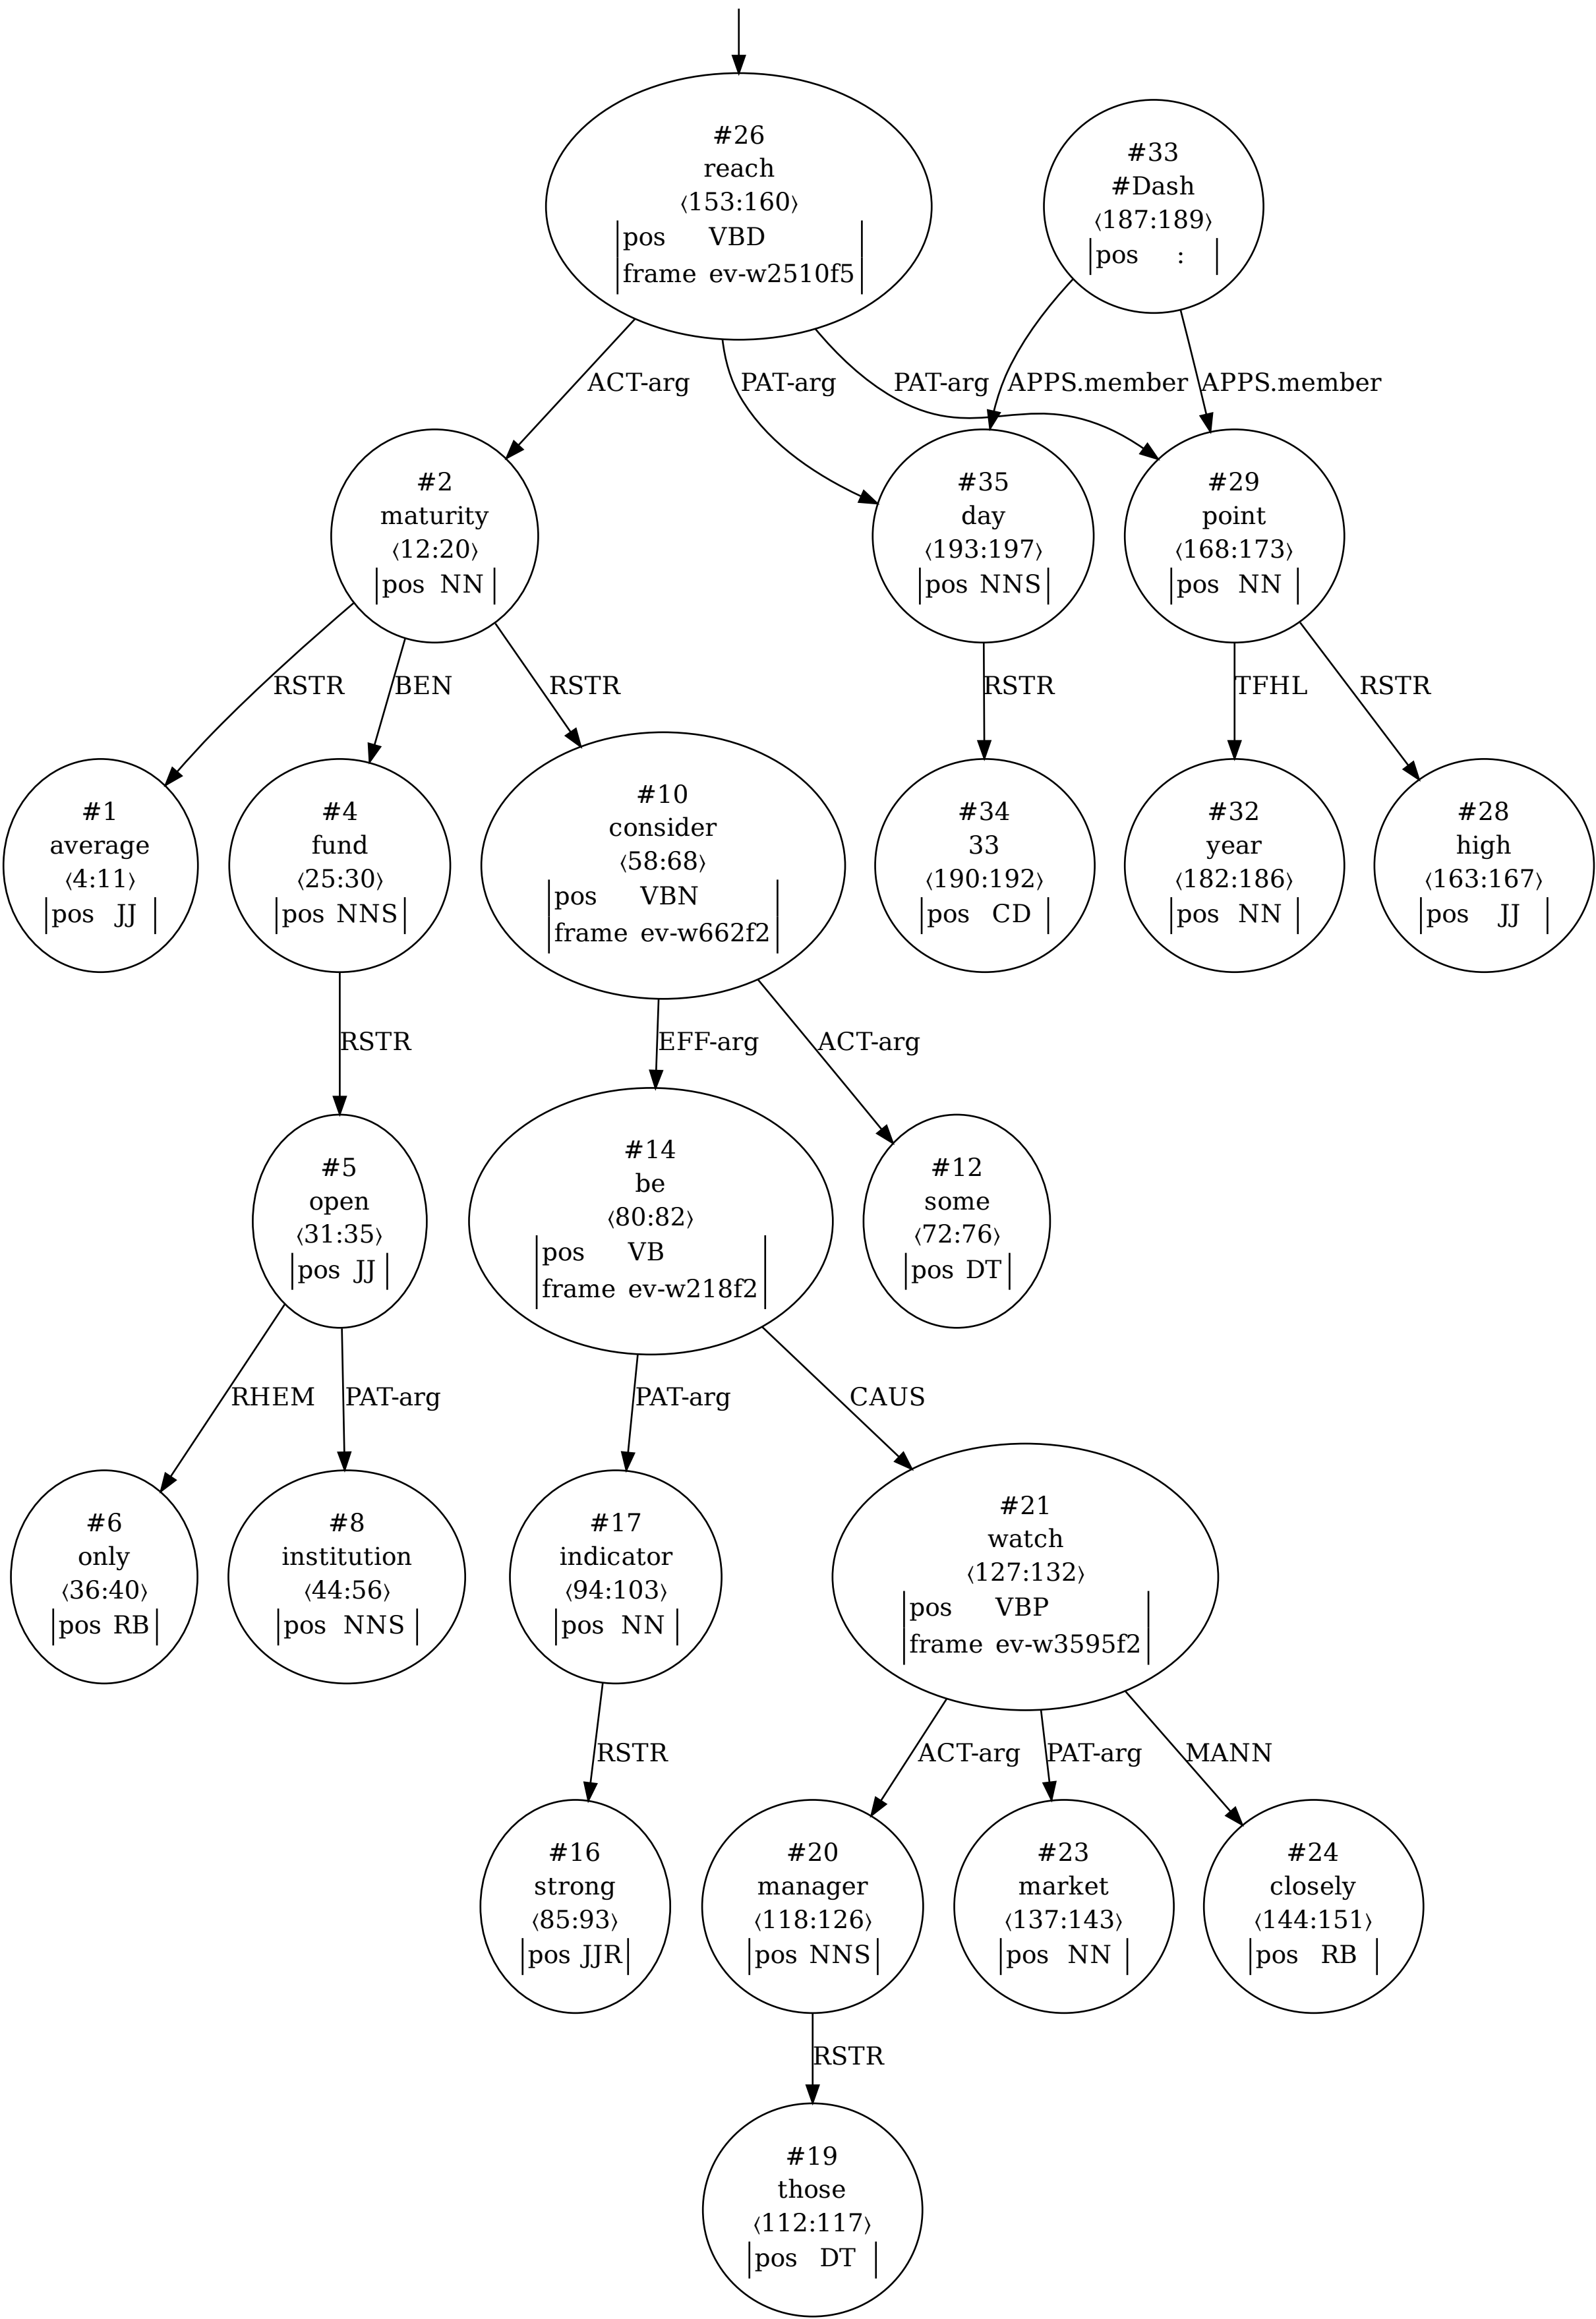 #26
reach
⟨153:160⟩
pos VBD
frame ev-w2510f5
#33
#Dash
⟨187:189⟩
pos :
ACT-arg
PAT-arg
PAT-arg
APPS.member
APPS.member
#2
maturity
⟨12:20⟩
pos NN
#35
day
⟨193:197⟩
pos NNS
#29
point
⟨168:173⟩
pos NN
RSTR
BEN
RSTR
RSTR
TFHL
RSTR
#1
average
⟨4:11⟩
pos JJ
#4
fund
⟨25:30⟩
pos NNS
#10
consider
⟨58:68⟩
pos VBN
frame ev-w662f2
#34
33
⟨190:192⟩
pos CD
#32
year
⟨182:186⟩
pos NN
#28
high
⟨163:167⟩
pos JJ
RSTR
EFF-arg
ACT-arg
#5
open
⟨31:35⟩
pos JJ
#14
be
⟨80:82⟩
pos VB
frame ev-w218f2
#12
some
⟨72:76⟩
pos DT
RHEM
PAT-arg
PAT-arg
CAUS
#6
only
⟨36:40⟩
pos RB
#8
institution
⟨44:56⟩
pos NNS
#17
indicator
⟨94:103⟩
pos NN
#21
watch
⟨127:132⟩
pos VBP
frame ev-w3595f2
RSTR
ACT-arg
PAT-arg
MANN
#16
strong
⟨85:93⟩
pos JJR
#20
manager
⟨118:126⟩
pos NNS
#23
market
⟨137:143⟩
pos NN
#24
closely
⟨144:151⟩
pos RB
RSTR
#19
those
⟨112:117⟩
pos DT